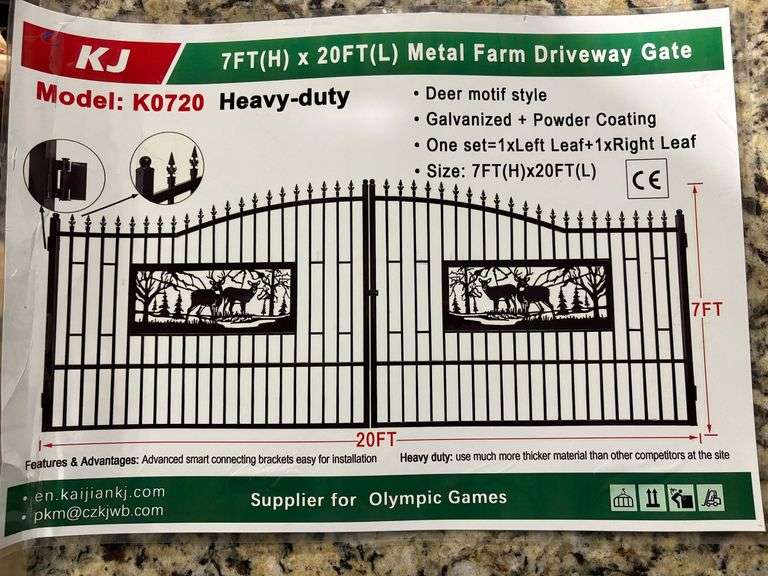 KJ
7FT(H) x 20FT(L) Metal Farm Driveway Gate
Model: K0720 Heavy-duty
• Deer motif style
• Galvanized + Powder Coating
• One set=1xLeft Leaf+1xRight Leaf
• Size: 7FT(H)x20FT(L)
CE
7FT
20FT
Features & Advantages: Advanced smart connecting brackets easy for installation
Heavy duty: use much more thicker material than other competitors at the site
• en.kaijiankj.com
• pkm@czkjwb.com
Supplier for Olympic Games